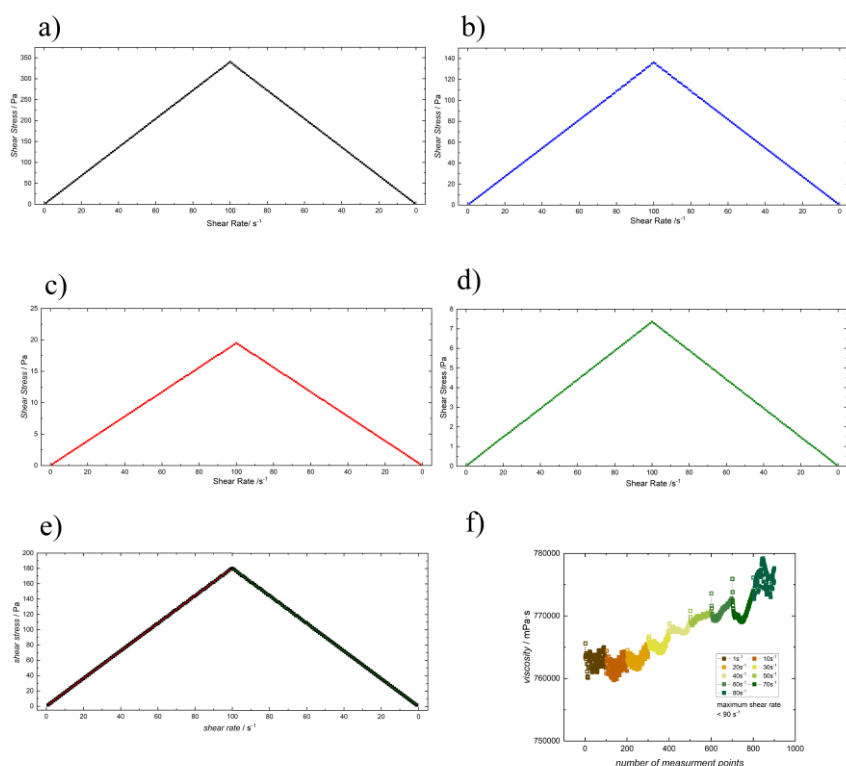 a)
350
300
250
200
150
100
50
0
Shear Stress / Pa
0 20 40 60 80 100 80 60 40 20 0
Shear Rate/ s⁻¹
b)
140
120
100
80
60
40
20
0
Shear Stress / Pa
0 20 40 60 80 100 80 60 40 20 0
Shear Rate /s⁻¹
c)
25
20
15
10
5
0
Shear Stress / Pa
0 20 40 60 80 100 80 60 40 20 0
Shear Rate /s⁻¹
d)
8
7
6
5
4
3
2
1
0
Shear Stress /Pa
0 20 40 60 80 100 80 60 40 20 0
Shear Rate /s⁻¹
e)
200
180
160
140
120
100
80
60
40
20
0
shear stress / Pa
0 20 40 60 80 100 80 60 40 20 0
shear rate / s⁻¹
f)
780000
770000
760000
750000
viscosity / mPa·s
1s⁻¹ 10s⁻¹
20s⁻¹ 30s⁻¹
40s⁻¹ 50s⁻¹
60s⁻¹ 70s⁻¹
80s⁻¹
maximum shear rate
< 90 s⁻¹
0 200 400 600 800 1000
number of measurment points